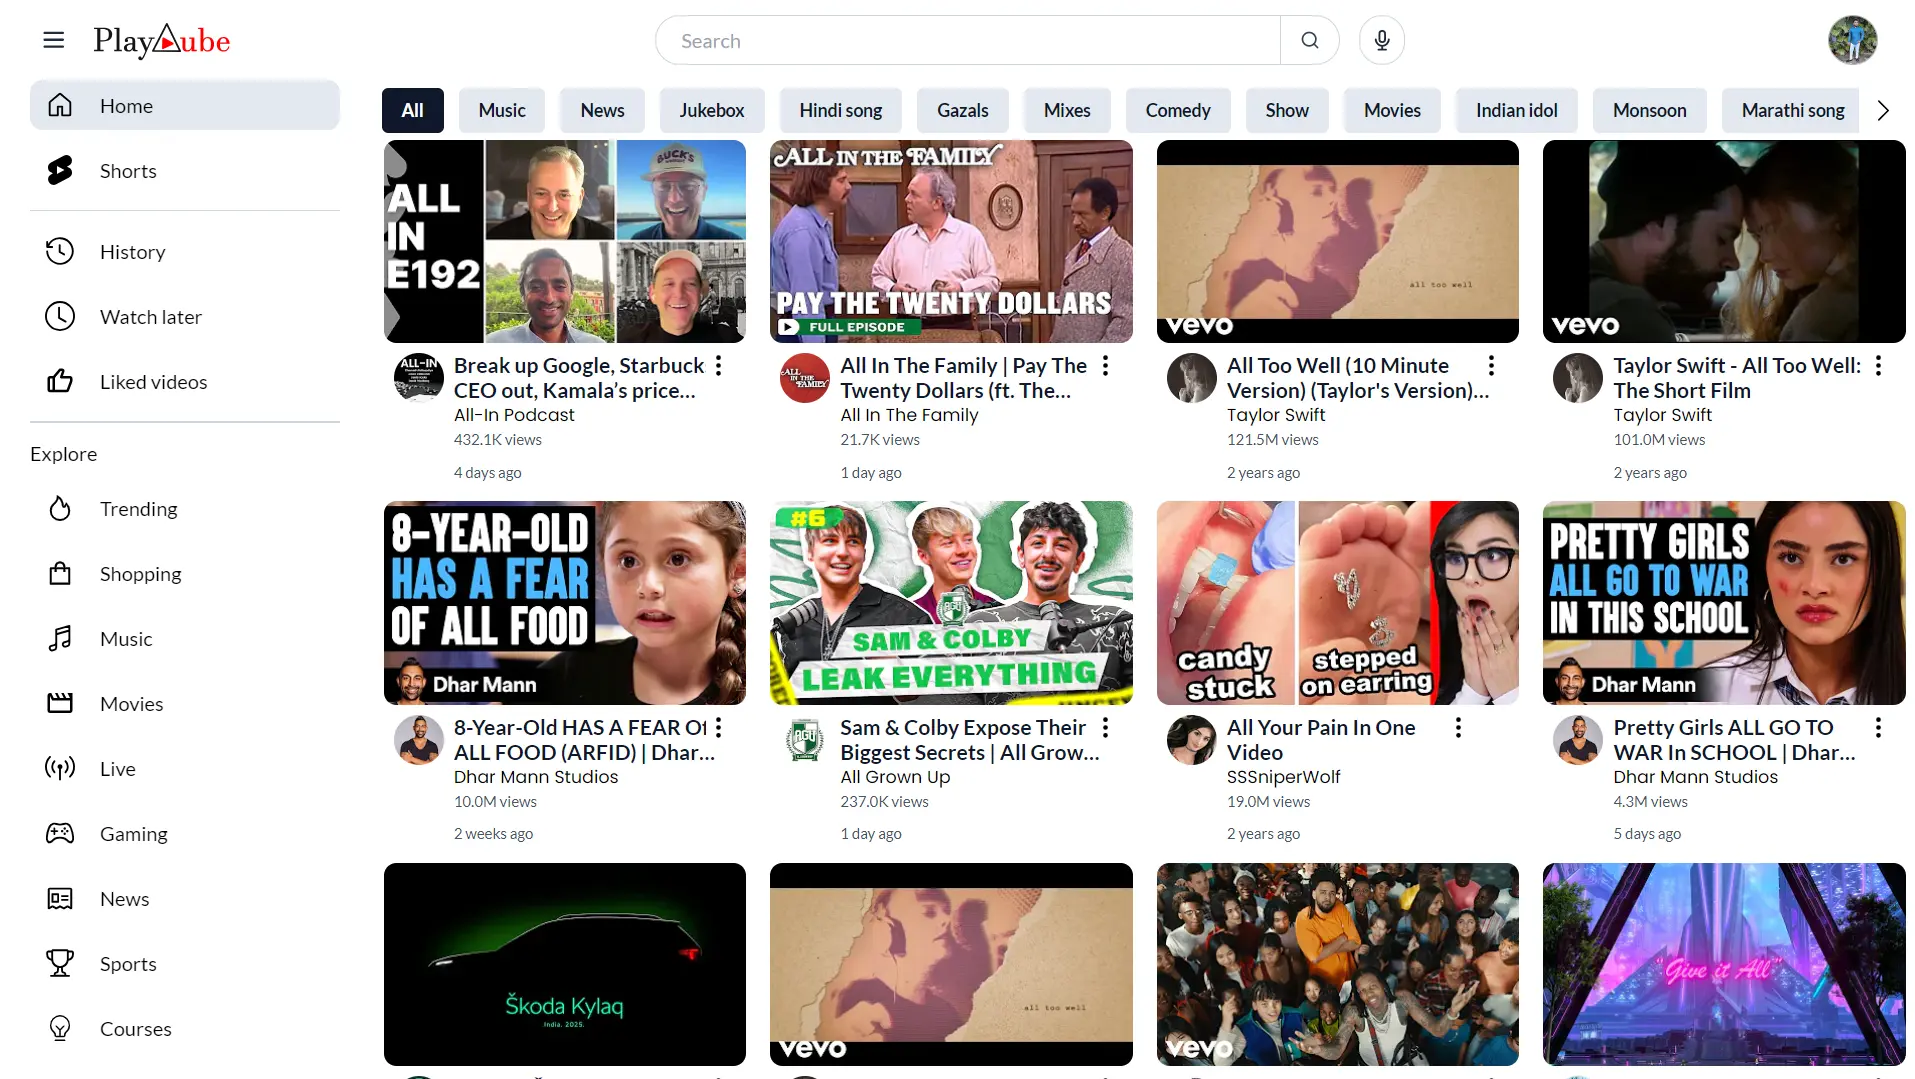 Play ube
Search
Home
Shorts
History
Watch later
Liked videos
Explore
Trending
Shopping
Music
Movies
Live
Gaming
News
Sports
Courses
All
Music
News
Jukebox
Hindi song
Gazals
Mixes
Comedy
Show
Movies
Indian idol
Monsoon
Marathi song
ALL
IN
E192
BUCK'S
ALL-IN
Break up Google, Starbuck
CEO out, Kamala’s price...
All-In Podcast
432.1K views
4 days ago
ALL IN THE FAMILY
PAY THE TWENTY DOLLARS
FULL EPISODE
ALL IN THE FAMILY
All In The Family | Pay The
Twenty Dollars (ft. The...
All In The Family
21.7K views
1 day ago
all too well
vevo
All Too Well (10 Minute
Version) (Taylor's Version)...
Taylor Swift
121.5M views
2 years ago
vevo
Taylor Swift - All Too Well:
The Short Film
Taylor Swift
101.0M views
2 years ago
8-YEAR-OLD
HAS A FEAR
OF ALL FOOD
Dhar Mann
8-Year-Old HAS A FEAR Of
ALL FOOD (ARFID) | Dhar...
Dhar Mann Studios
10.0M views
2 weeks ago
#6
AGU
SAM & COLBY
LEAK EVERYTHING
AGU
Sam & Colby Expose Their
Biggest Secrets | All Grow...
All Grown Up
237.0K views
1 day ago
candy
stuck
stepped
on earring
All Your Pain In One
Video
SSSniperWolf
19.0M views
2 years ago
PRETTY GIRLS
ALL GO TO WAR
IN THIS SCHOOL
Dhar Mann
Pretty Girls ALL GO TO
WAR In SCHOOL | Dhar...
Dhar Mann Studios
4.3M views
5 days ago
Škoda Kylaq
India. 2025.
all too well
vevo
vevo
"Give it All"